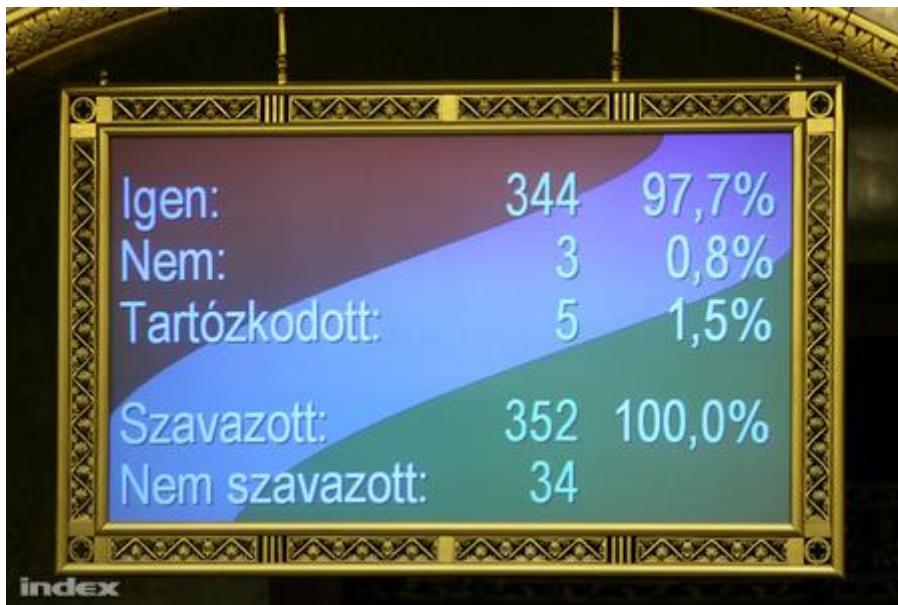 Igen: 344 97,7%
Nem: 3 0,8%
Tartózkodott: 5 1,5%
Szavazott: 352 100,0%
Nem szavazott: 34
index